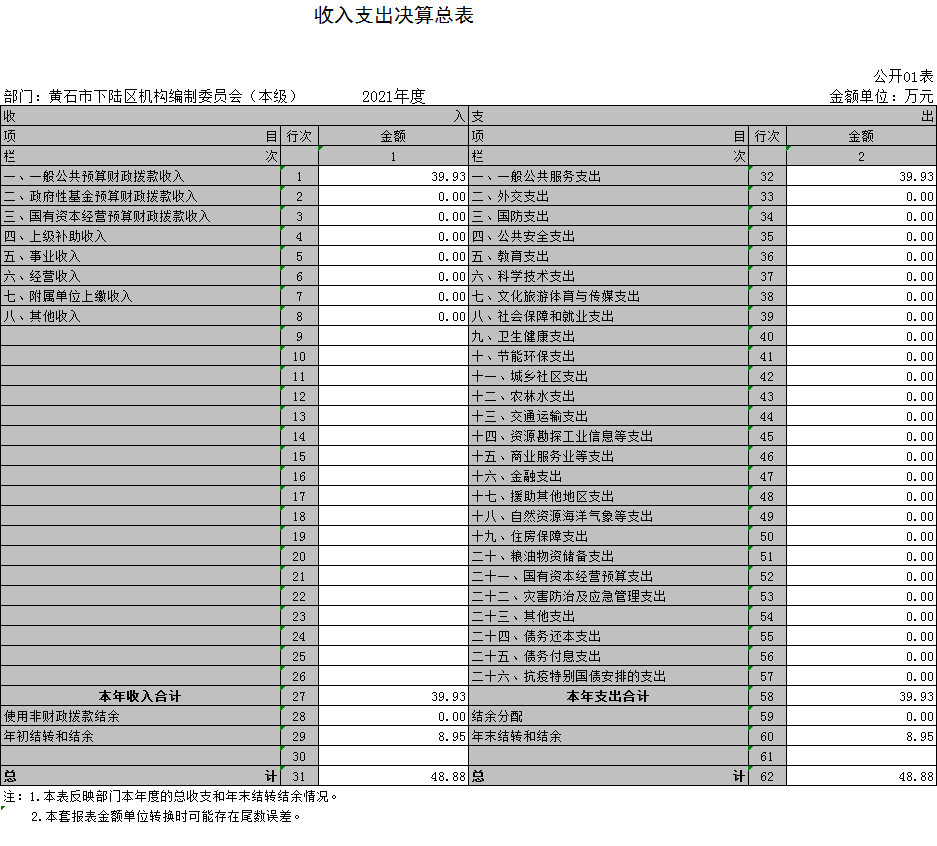 收入支出决算总表
公开01表
部门：黄石市下陆区机构编制委员会（本级） 2021年度 金额单位：万元
收 入 支 出
项 目 行次 金额 项 目 行次 金额
栏 次 1 栏 次 2
一、一般公共预算财政拨款收入 1 39.93 一、一般公共服务支出 32 39.93
二、政府性基金预算财政拨款收入 2 0.00 二、外交支出 33 0.00
三、国有资本经营预算财政拨款收入 3 0.00 三、国防支出 34 0.00
四、上级补助收入 4 0.00 四、公共安全支出 35 0.00
五、事业收入 5 0.00 五、教育支出 36 0.00
六、经营收入 6 0.00 六、科学技术支出 37 0.00
七、附属单位上缴收入 7 0.00 七、文化旅游体育与传媒支出 38 0.00
八、其他收入 8 0.00 八、社会保障和就业支出 39 0.00
9 九、卫生健康支出 40 0.00
10 十、节能环保支出 41 0.00
11 十一、城乡社区支出 42 0.00
12 十二、农林水支出 43 0.00
13 十三、交通运输支出 44 0.00
14 十四、资源勘探工业信息等支出 45 0.00
15 十五、商业服务业等支出 46 0.00
16 十六、金融支出 47 0.00
17 十七、援助其他地区支出 48 0.00
18 十八、自然资源海洋气象等支出 49 0.00
19 十九、住房保障支出 50 0.00
20 二十、粮油物资储备支出 51 0.00
21 二十一、国有资本经营预算支出 52 0.00
22 二十二、灾害防治及应急管理支出 53 0.00
23 二十三、其他支出 54 0.00
24 二十四、债务还本支出 55 0.00
25 二十五、债务付息支出 56 0.00
26 二十六、抗疫特别国债安排的支出 57 0.00
本年收入合计 27 39.93 本年支出合计 58 39.93
使用非财政拨款结余 28 0.00 结余分配 59 0.00
年初结转和结余 29 8.95 年末结转和结余 60 8.95
30 61
总 计 31 48.88 总 计 62 48.88
注：1.本表反映部门本年度的总收支和年末结转结余情况。
2.本套报表金额单位转换时可能存在尾数误差。